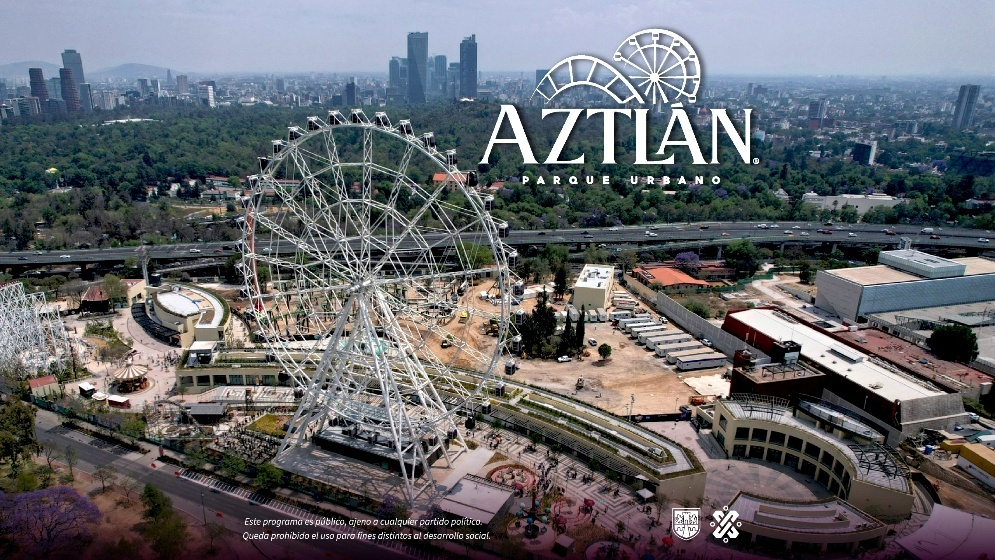 AZTLÁN®
PARQUE URBANO
Este programa es público, ajeno a cualquier partido político.
Queda prohibido el uso para fines distintos al desarrollo social.